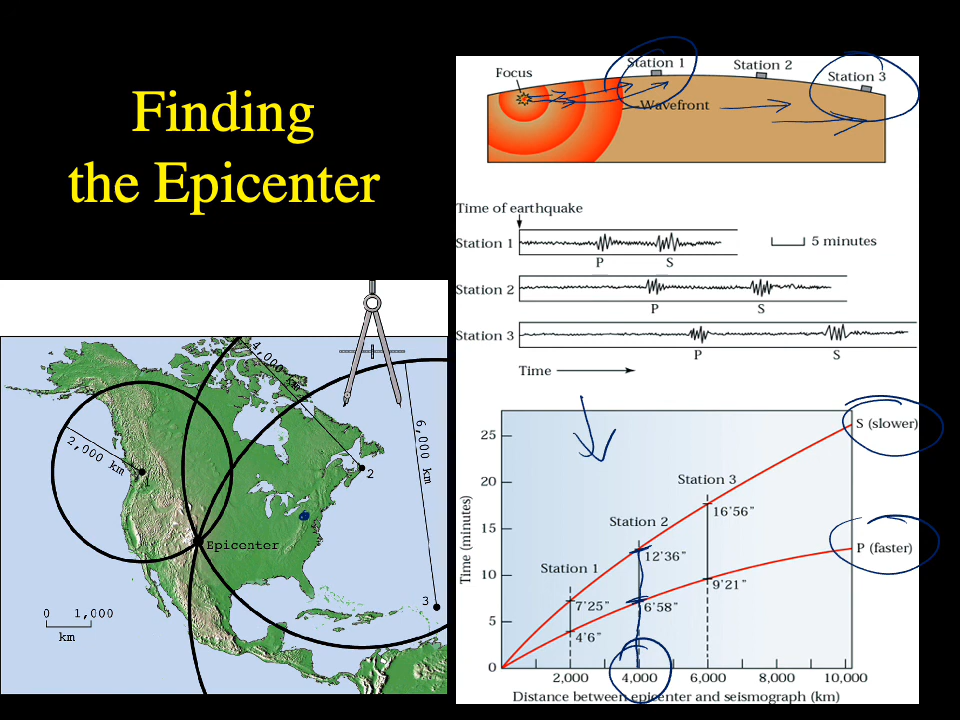 Finding
the Epicenter
Focus
Station 1
Station 2
Station 3
Wavefront
Time of earthquake
Station 1
P
S
5 minutes
Station 2
P
S
Station 3
P
S
Time
4,000 km
2,000 km
6,000 km
2
Epicenter
3
0 1,000
km
S (slower)
P (faster)
Station 3
16'56"
9'21"
Station 2
12'36"
6'58"
Station 1
7'25"
4'6"
Time (minutes)
25
20
15
10
5
0
2,000 4,000 6,000 8,000 10,000
Distance between epicenter and seismograph (km)